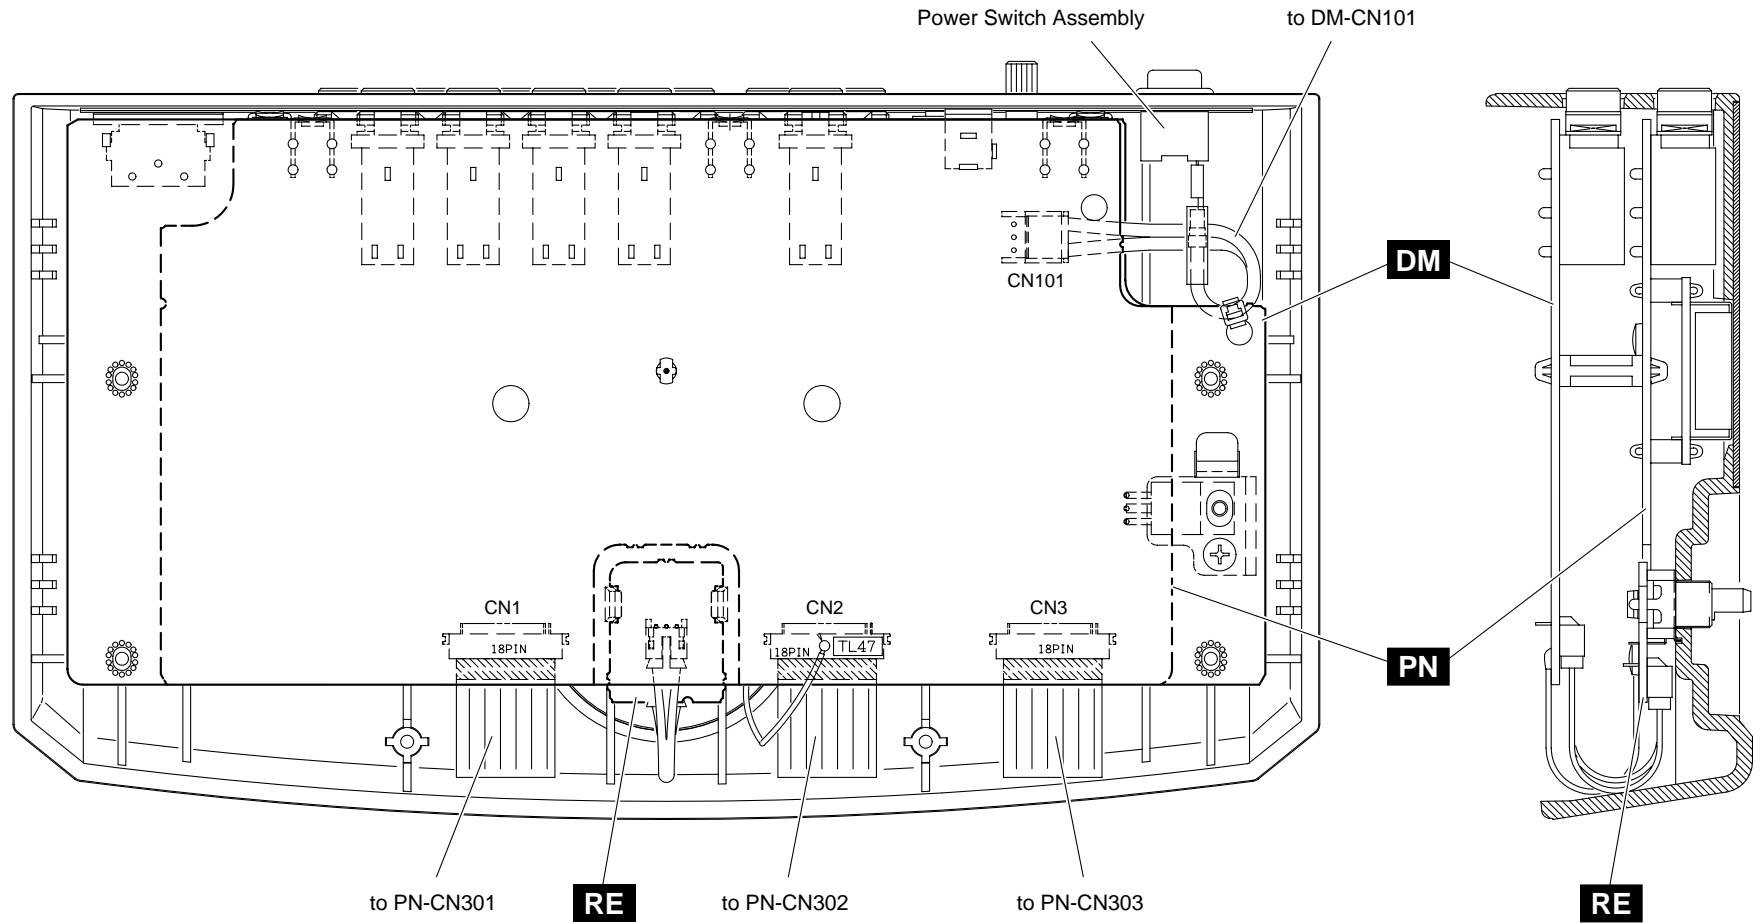 Power Switch Assembly
to DM-CN101
DM
CN101
CN1
CN2
CN3
18PIN
18PIN
TL47
PN
to PN-CN301
RE
to PN-CN302
to PN-CN303
RE